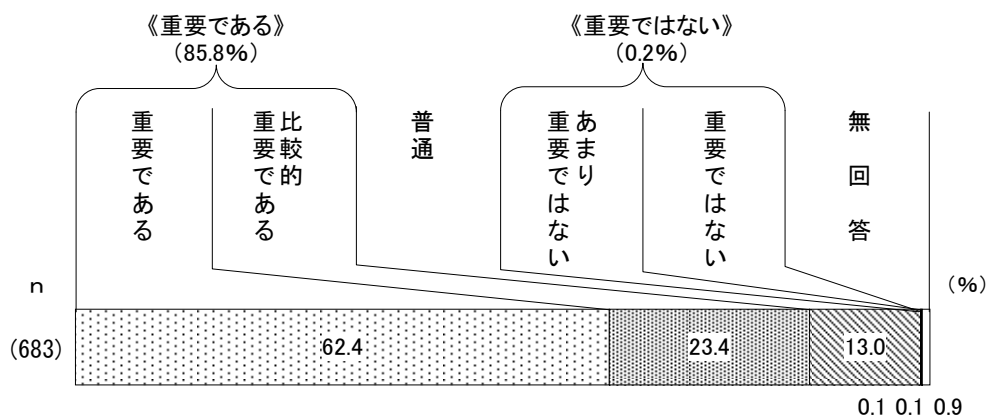 《重要である》
（85.8%）
《重要ではない》
（0.2%）
重要である
比較的
重要である
普通
あまり
重要ではない
重要ではない
無回答
n
（%）
(683)
62.4
23.4
13.0
0.1 0.1 0.9